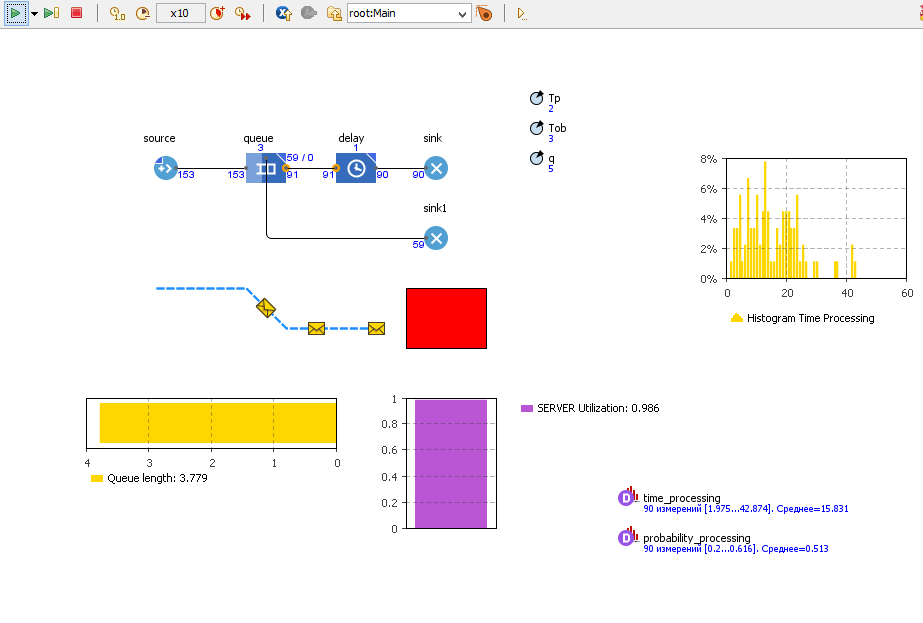 x10
root:Main
source
queue
delay
sink
3
59 / 0
1
153
153
91
91
90
90
sink1
59
Tp
2
Tob
3
q
5
8%
6%
4%
2%
0%
0
20
40
60
Histogram Time Processing
4
3
2
1
0
Queue length: 3.779
1
0.8
0.6
0.4
0.2
0
SERVER Utilization: 0.986
time_processing
90 измерений [1.975...42.874]. Среднее=15.831
probability_processing
90 измерений [0.2...0.616]. Среднее=0.513